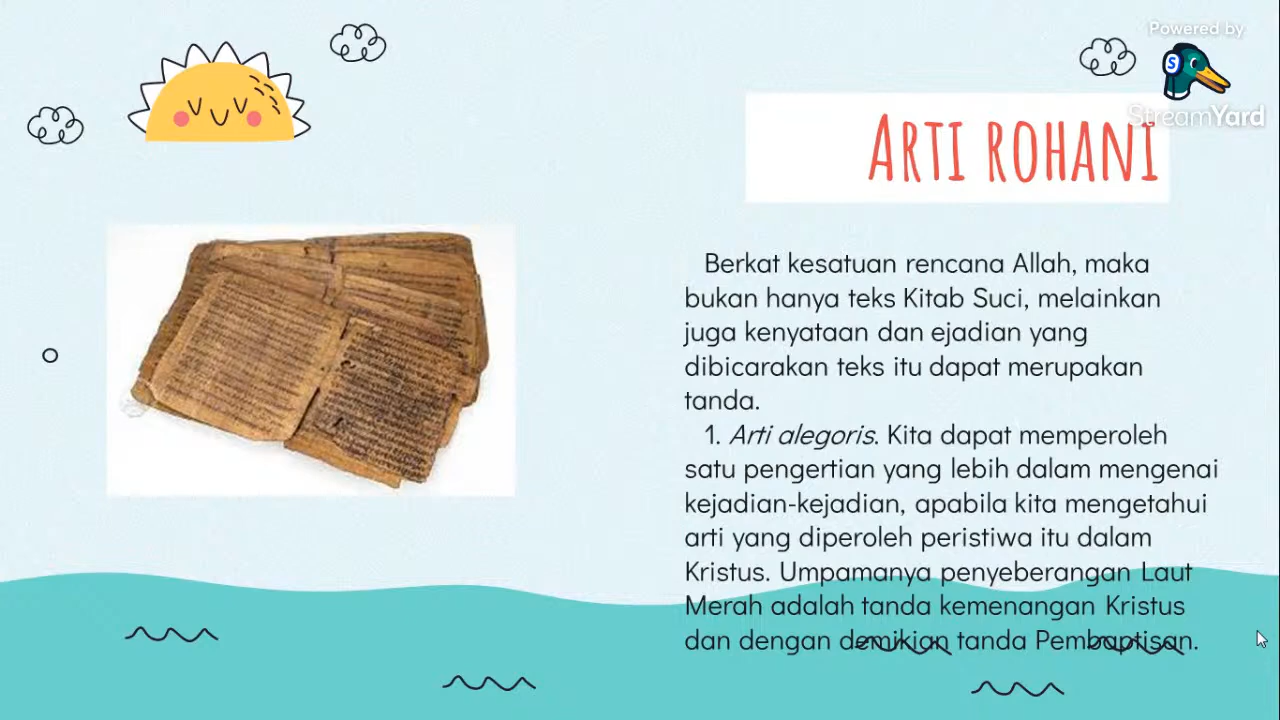 Powered by
S
StreamYard
ARTI ROHANI
Berkat kesatuan rencana Allah, maka
bukan hanya teks Kitab Suci, melainkan
juga kenyataan dan ejadian yang
dibicarakan teks itu dapat merupakan
tanda.
1. Arti alegoris. Kita dapat memperoleh
satu pengertian yang lebih dalam mengenai
kejadian-kejadian, apabila kita mengetahui
arti yang diperoleh peristiwa itu dalam
Kristus. Umpamanya penyeberangan Laut
Merah adalah tanda kemenangan Kristus
dan dengan demikian tanda Pembaptisan.